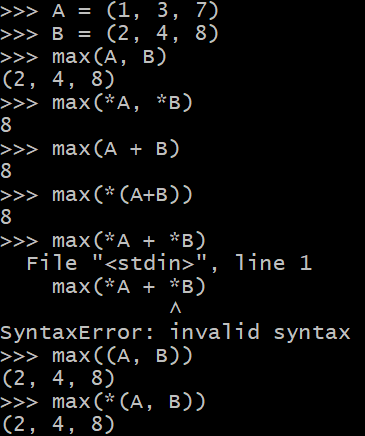 >>> A = (1, 3, 7)
>>> B = (2, 4, 8)
>>> max(A, B)
(2, 4, 8)
>>> max(*A, *B)
8
>>> max(A + B)
8
>>> max(*(A+B))
8
>>> max(*A + *B)
  File "<stdin>", line 1
    max(*A + *B)
             ^
SyntaxError: invalid syntax
>>> max((A, B))
(2, 4, 8)
>>> max(*(A, B))
(2, 4, 8)